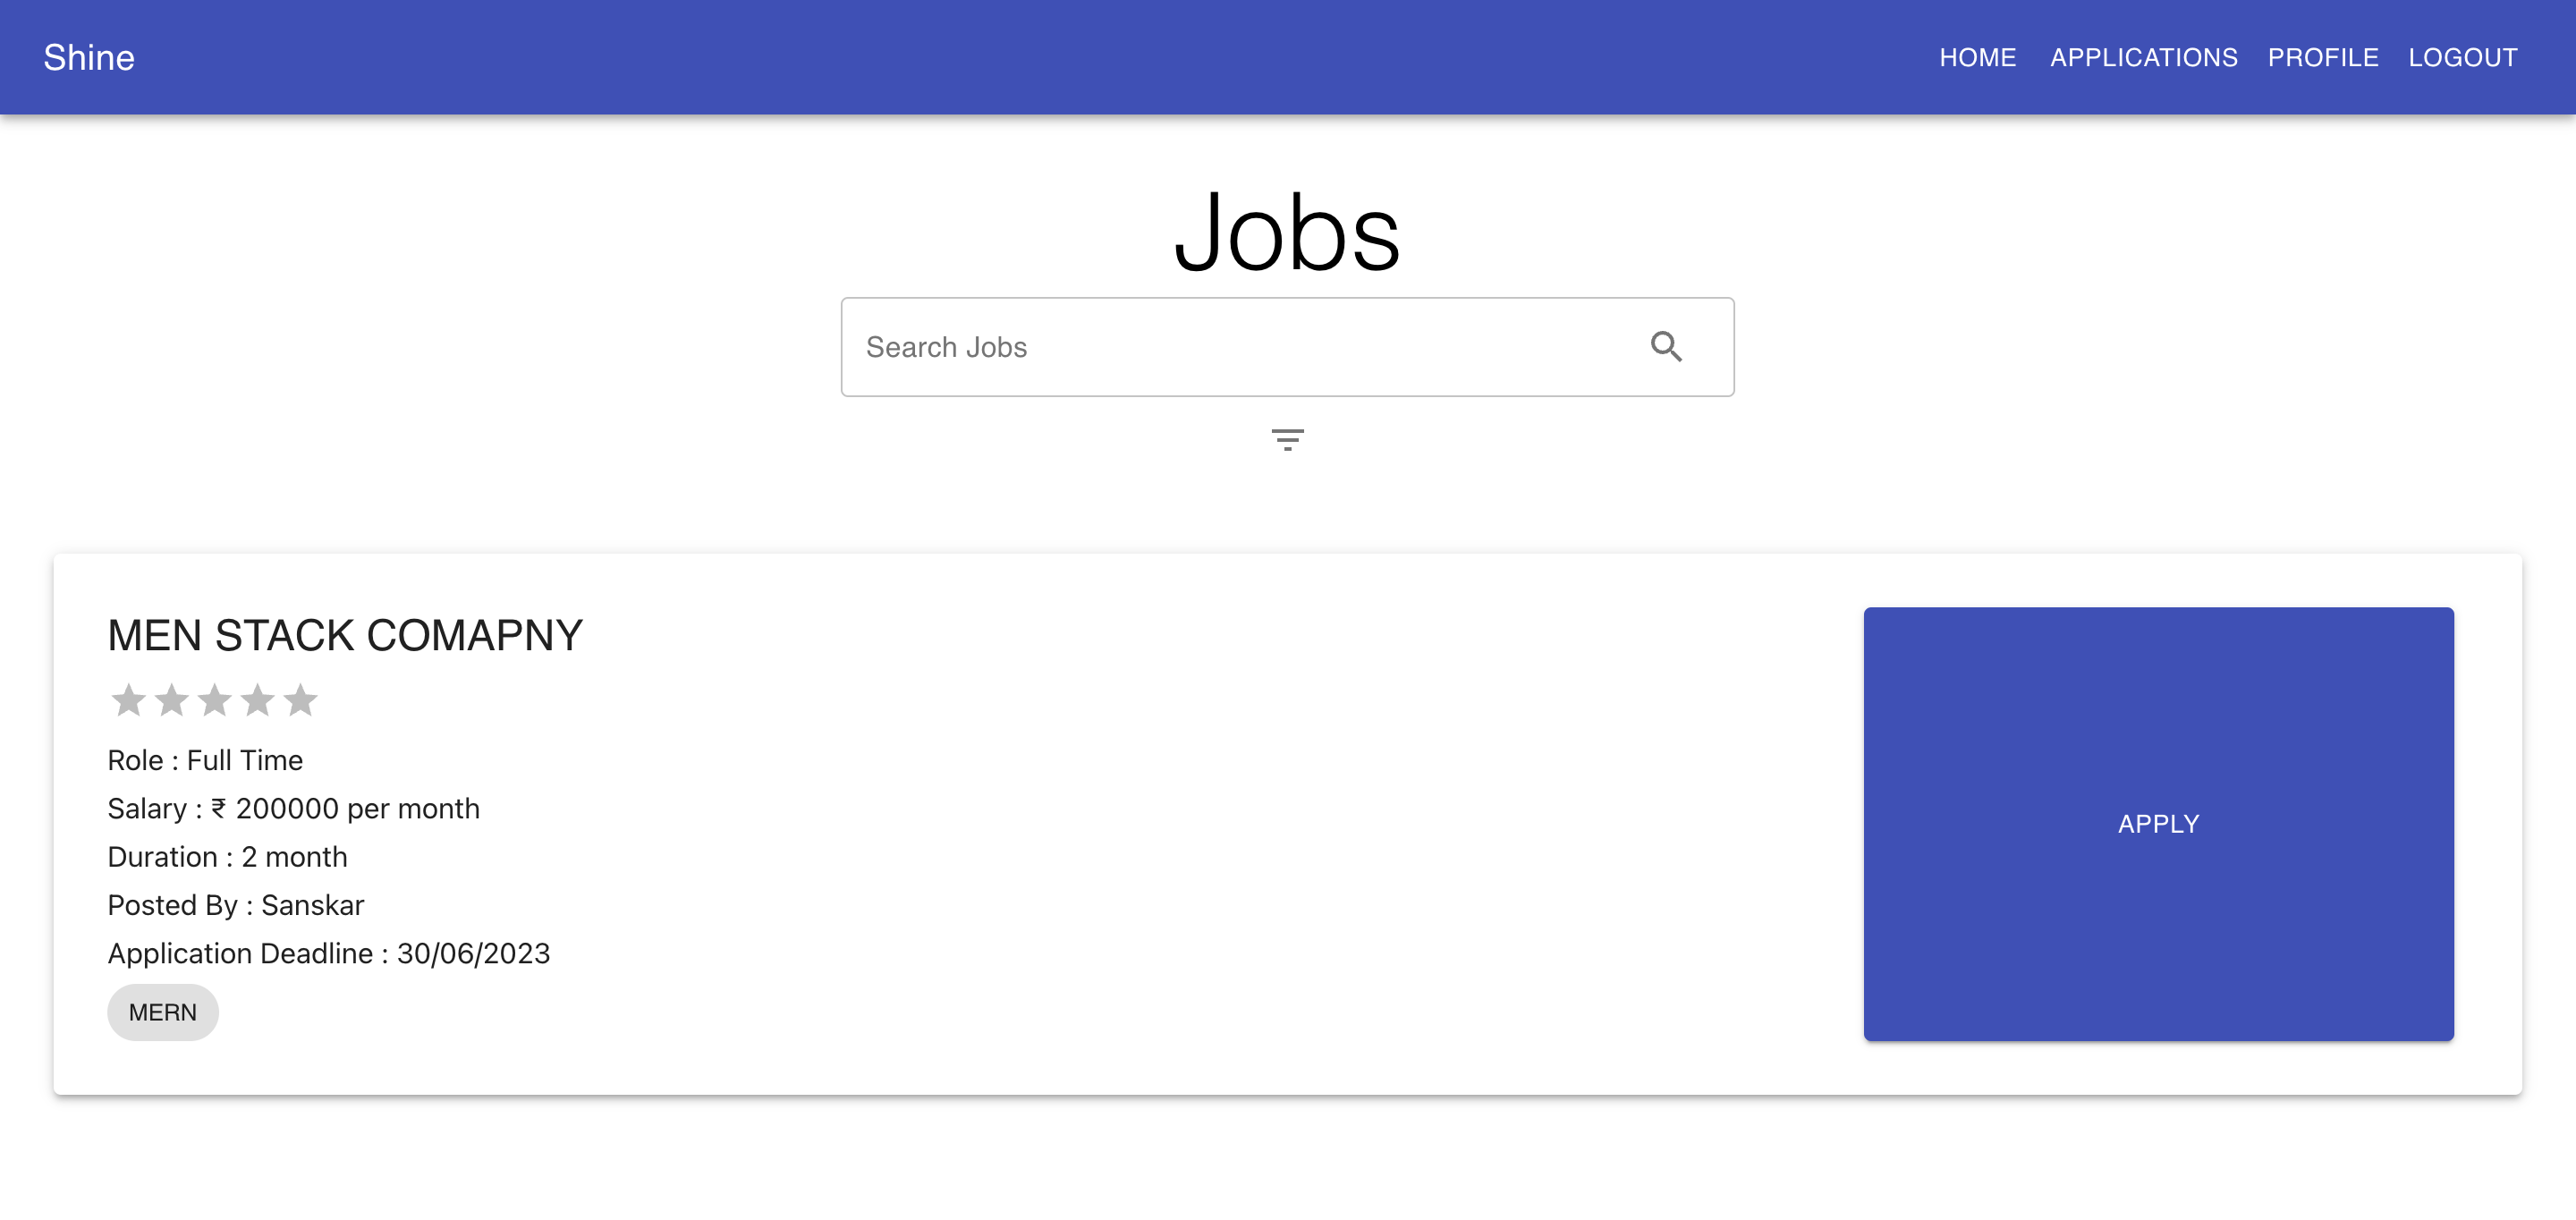 Shine
HOME APPLICATIONS PROFILE LOGOUT
Jobs
Search Jobs
MEN STACK COMAPNY
Role : Full Time
Salary : ₹ 200000 per month
Duration : 2 month
Posted By : Sanskar
Application Deadline : 30/06/2023
MERN
APPLY